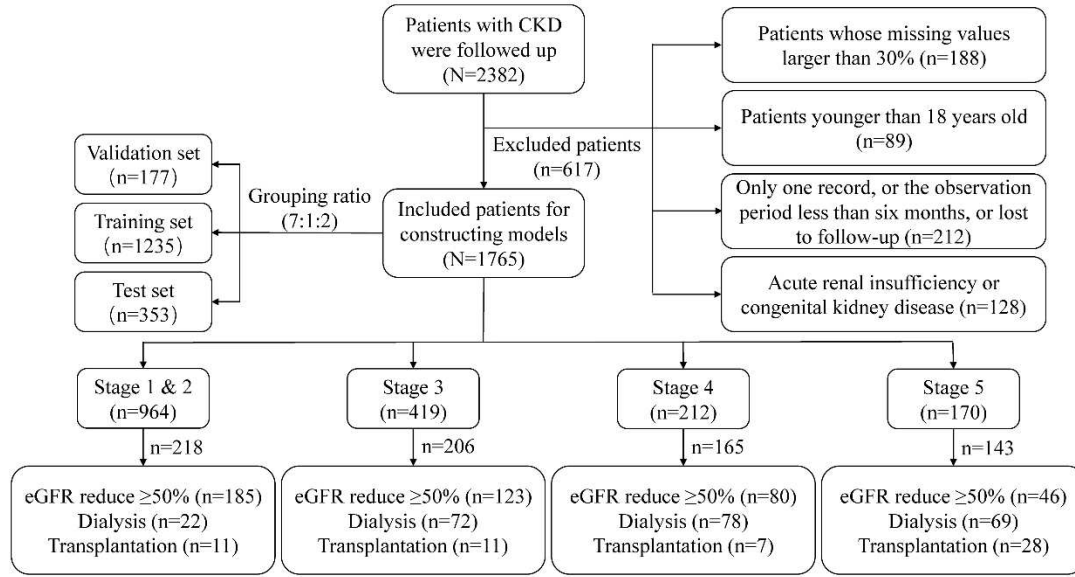 Patients with CKD
were followed up
(N=2382)
Patients whose missing values
larger than 30% (n=188)
Patients younger than 18 years old
(n=89)
Excluded patients
(n=617)
Only one record, or the observation
period less than six months, or lost
to follow-up (n=212)
Acute renal insufficiency or
congenital kidney disease (n=128)
Validation set
(n=177)
Grouping ratio
(7:1:2)
Training set
(n=1235)
Test set
(n=353)
Included patients for
constructing models
(N=1765)
Stage 1 & 2
(n=964)
Stage 3
(n=419)
Stage 4
(n=212)
Stage 5
(n=170)
n=218
n=206
n=165
n=143
eGFR reduce ≥50% (n=185)
Dialysis (n=22)
Transplantation (n=11)
eGFR reduce ≥50% (n=123)
Dialysis (n=72)
Transplantation (n=11)
eGFR reduce ≥50% (n=80)
Dialysis (n=78)
Transplantation (n=7)
eGFR reduce ≥50% (n=46)
Dialysis (n=69)
Transplantation (n=28)